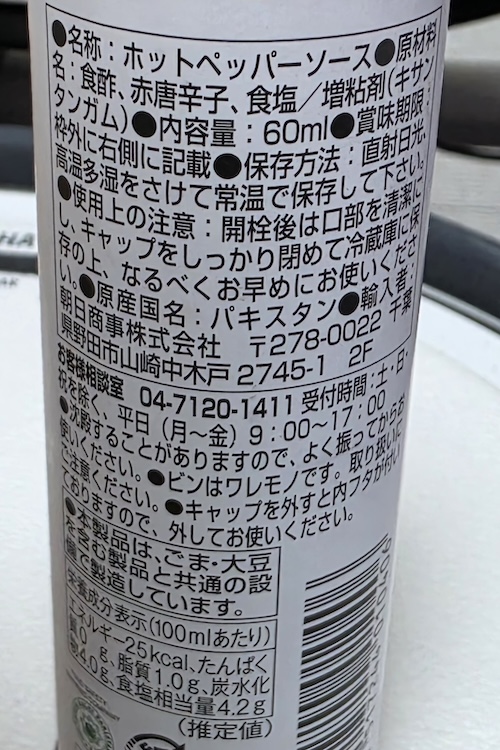 ●名称：ホットペッパーソース●原材料
名：食酢、赤唐辛子、食塩／増粘剤(キサン
タンガム)●内容量：60ml●賞味期限：
枠外に右側に記載●保存方法：直射日光、
高温多湿をさけて常温で保存して下さい。
●使用上の注意：開栓後は口部を清潔に
し、キャップをしっかり閉めて冷蔵庫に保
存の上、なるべくお早めにお使いくださ
い。●原産国名：パキスタン●輸入者：
朝日商事株式会社 〒278-0022 千葉
県野田市山崎中木戸 2745-1 2F
お客様相談室 04-7120-1411 受付時間：土・日・
祝を除く、平日（月～金）9：00～17：00
●沈殿することがありますので、よく振ってからお
使いください。●ビンはワレモノです。取り扱いに
ご注意ください。●キャップを外すと内フタが付い
ておりますので、外してお使いください。
●本製品は、ごま・大豆
を含む製品と共通の設
備で製造しています。
栄養成分表示(100mlあたり)
エネルギー25kcal、たんぱく
質0g、脂質1.0g、炭水化
物4.0g、食塩相当量4.2g
（推定値）